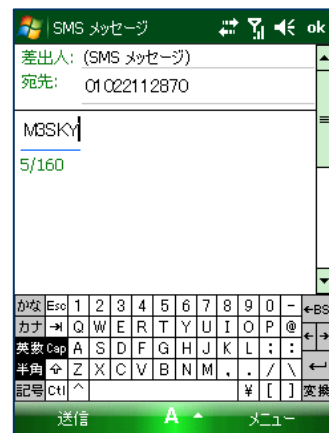 SMS メッセージ ok
差出人: (SMS メッセージ)
宛先: 01022112870
M3SKY
5/160
かな Esc 1 2 3 4 5 6 7 8 9 0 - ←BS
カナ →| Q W E R T Y U I O P @ ← →
英数 Cap A S D F G H J K L ; :
半角 ⇧ Z X C V B N M , . / \ ↵
記号 Ctl ^ ¥ [ ] 変換
送信 A メニュー